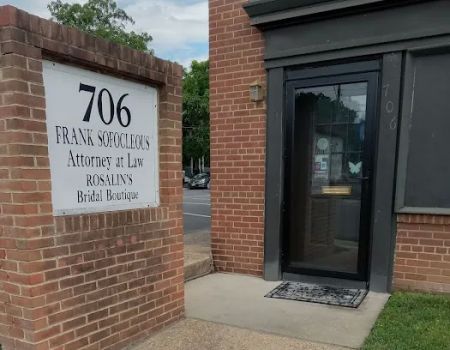 706
FRANK SOFOCLEOUS
Attorney at Law
ROSALIN'S
Bridal Boutique
706